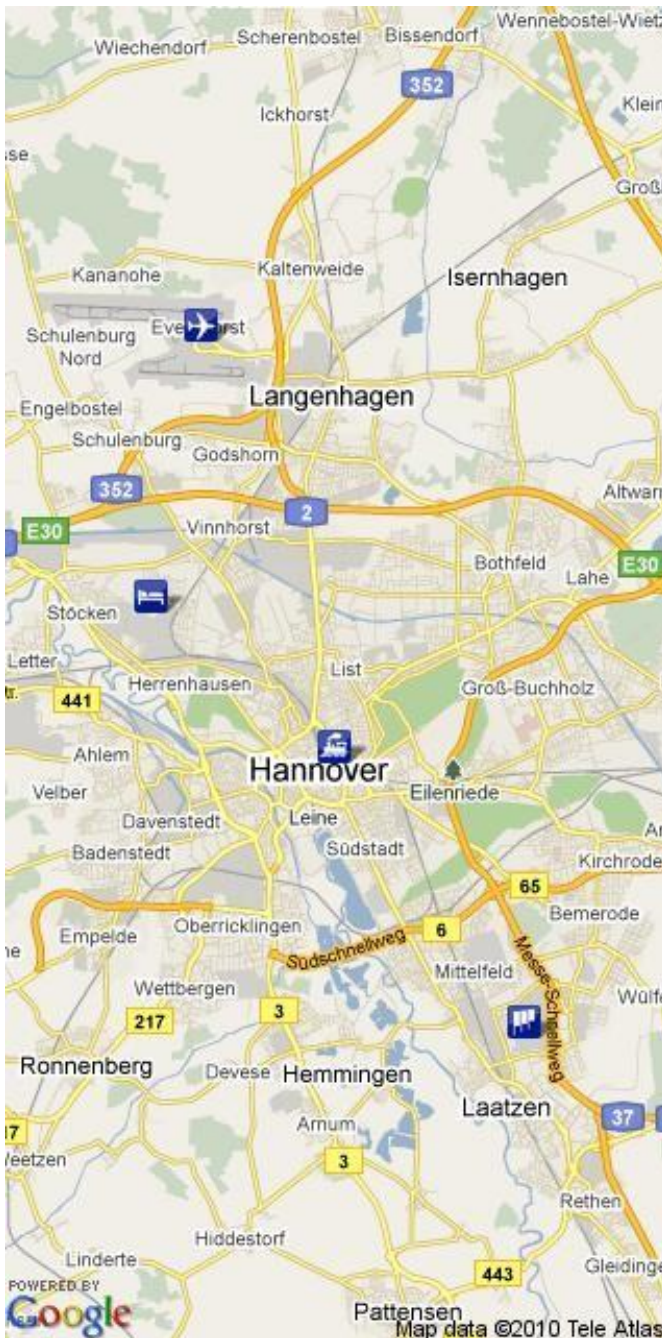 Wennebostel-Wietz
Scherenbostel
Bissendorf
Wiechendorf
352
Ickhorst
Klein
sse
Groß
Kananohe
Kaltenweide
Isernhagen
Schulenburg
Nord
Langenhagen
Engelbostel
Schulenburg
Godshorn
352
2
Altwarm
E30
Vinnhorst
Bothfeld
E30
Lahe
Stöcken
Letter
List
Herrenhausen
Groß-Buchholz
441
Ahlem
Hannover
Velber
Eilenriede
Davenstedt
Leine
Badenstedt
Südstadt
Kirchrode
65
Bemerode
Oberricklingen
6
Empelde
Südschnellweg
Mittelfeld
Messe-Schnellweg
Wettbergen
Wülfe
3
217
Ronnenberg
Devese
Hemmingen
Laatzen
37
Arnum
17
Weetzen
3
Rethen
Hiddestorf
Linderte
Gleidinge
443
POWERED BY
Google
Pattensen
Map data ©2010 Tele Atlas